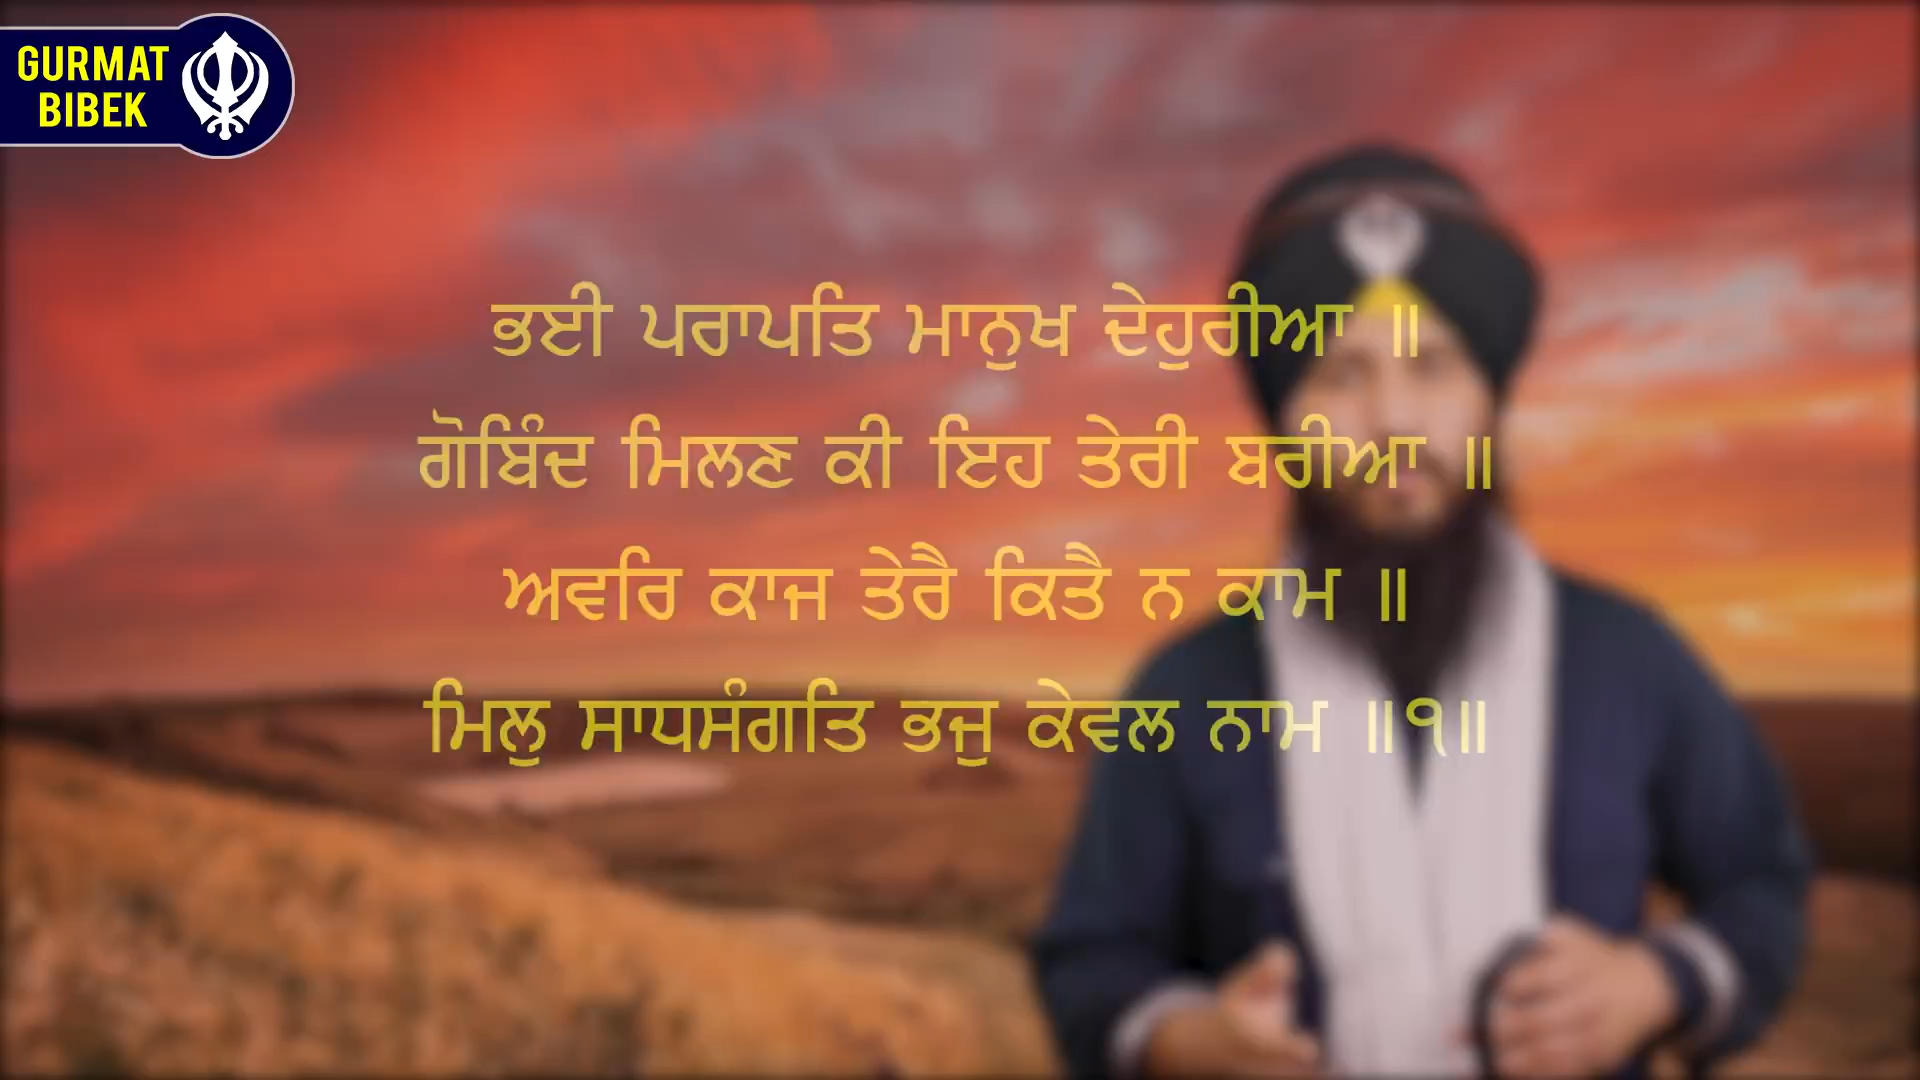 GURMAT
BIBEK
ਭਈ ਪਰਾਪਤਿ ਮਾਨੁਖ ਦੇਹੁਰੀਆ ॥
ਗੋਬਿੰਦ ਮਿਲਣ ਕੀ ਇਹ ਤੇਰੀ ਬਰੀਆ ॥
ਅਵਰਿ ਕਾਜ ਤੇਰੈ ਕਿਤੈ ਨ ਕਾਮ ॥
ਮਿਲੁ ਸਾਧਸੰਗਤਿ ਭਜੁ ਕੇਵਲ ਨਾਮ ॥੧॥